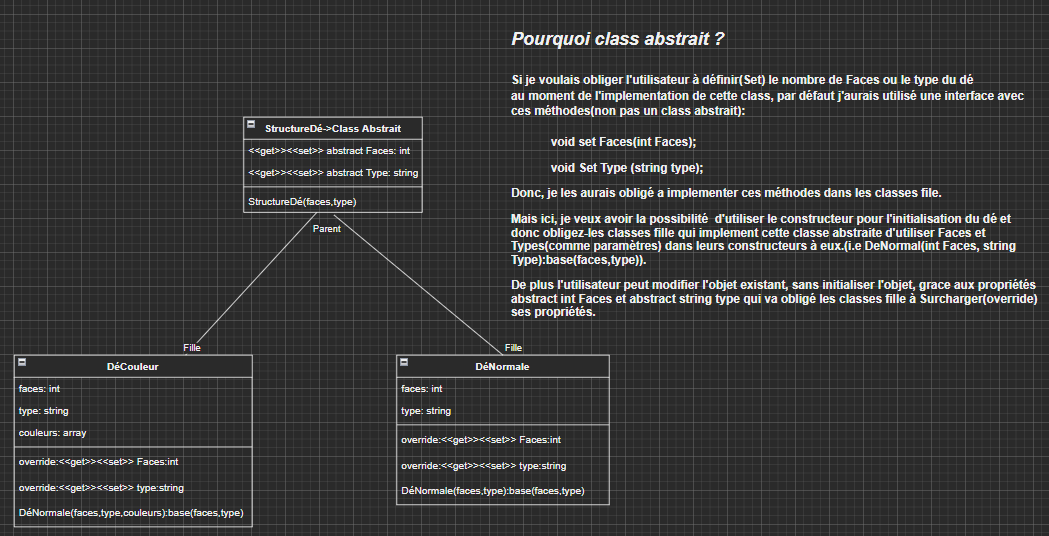 Pourquoi class abstrait ?
Si je voulais obliger l'utilisateur à définir(Set) le nombre de Faces ou le type du dé
au moment de l'implementation de cette class, par défaut j'aurais utilisé une interface avec
ces méthodes(non pas un class abstrait):
void set Faces(int Faces);
void Set Type (string type);
Donc, je les aurais obligé a implementer ces méthodes dans les classes file.
Mais ici, je veux avoir la possibilité d'utiliser le constructeur pour l'initialisation du dé et
donc obligez-les classes fille qui implement cette classe abstraite d'utiliser Faces et
Types(comme paramètres) dans leurs constructeurs à eux.(i.e DeNormal(int Faces, string
Type):base(faces,type)).
De plus l'utilisateur peut modifier l'objet existant, sans initialiser l'objet, grace aux propriétés
abstract int Faces et abstract string type qui va obligé les classes fille à Surcharger(override)
ses propriétés.
StructureDé->Class Abstrait
<<get>><<set>> abstract Faces: int
<<get>><<set>> abstract Type: string
StructureDé(faces,type)
Parent
Fille
Fille
DéCouleur
faces: int
type: string
couleurs: array
override:<<get>><<set>> Faces:int
override:<<get>><<set>> type:string
DéNormale(faces,type,couleurs):base(faces,type)
DéNormale
faces: int
type: string
override:<<get>><<set>> Faces:int
override:<<get>><<set>> type:string
DéNormale(faces,type):base(faces,type)